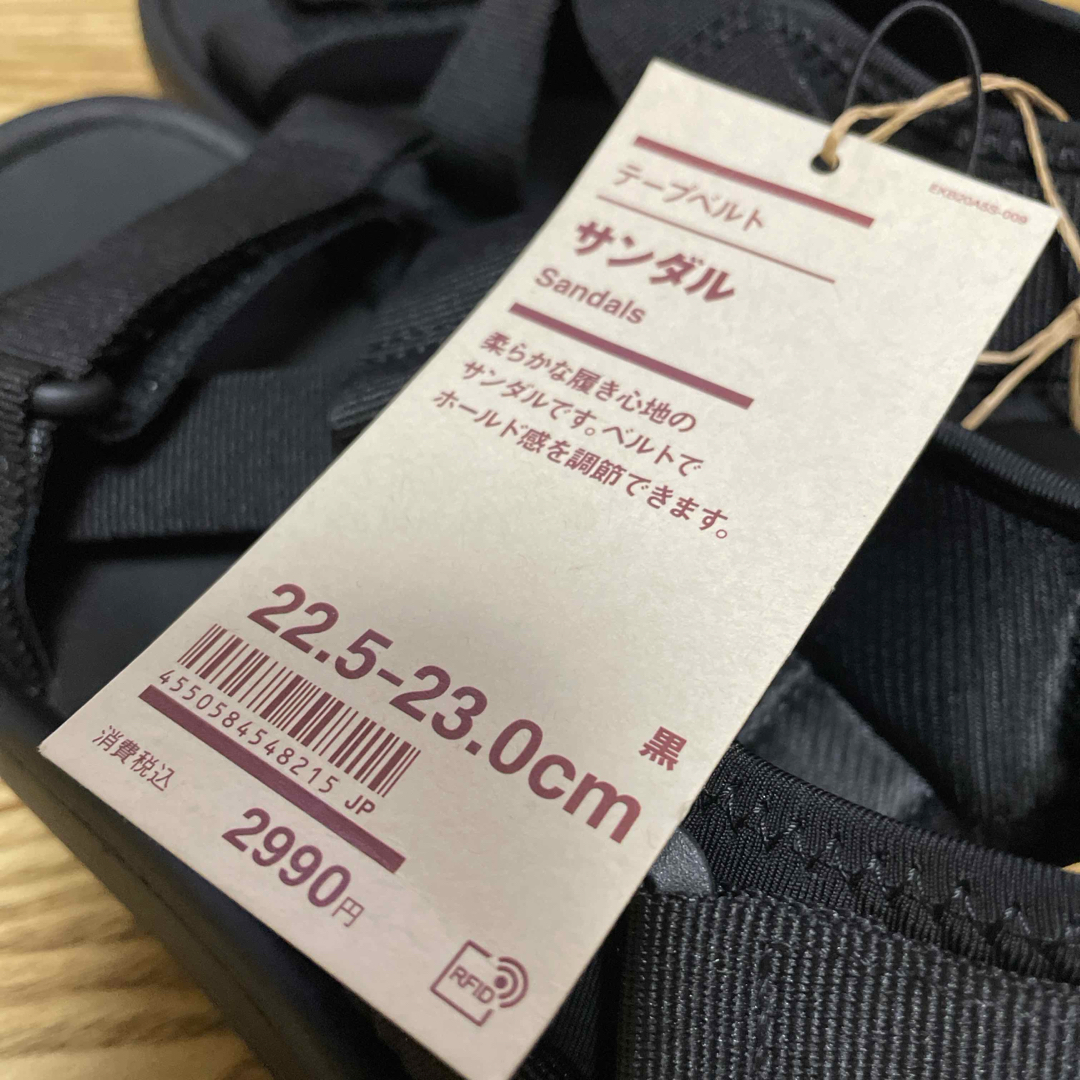 EKB20A5S-009
テープベルト
サンダル
Sandals
柔らかな履き心地の
サンダルです。ベルトで
ホールド感を調節できます。
22.5-23.0cm
黒
4550584548215 JP
消費税込
2990円
RFID